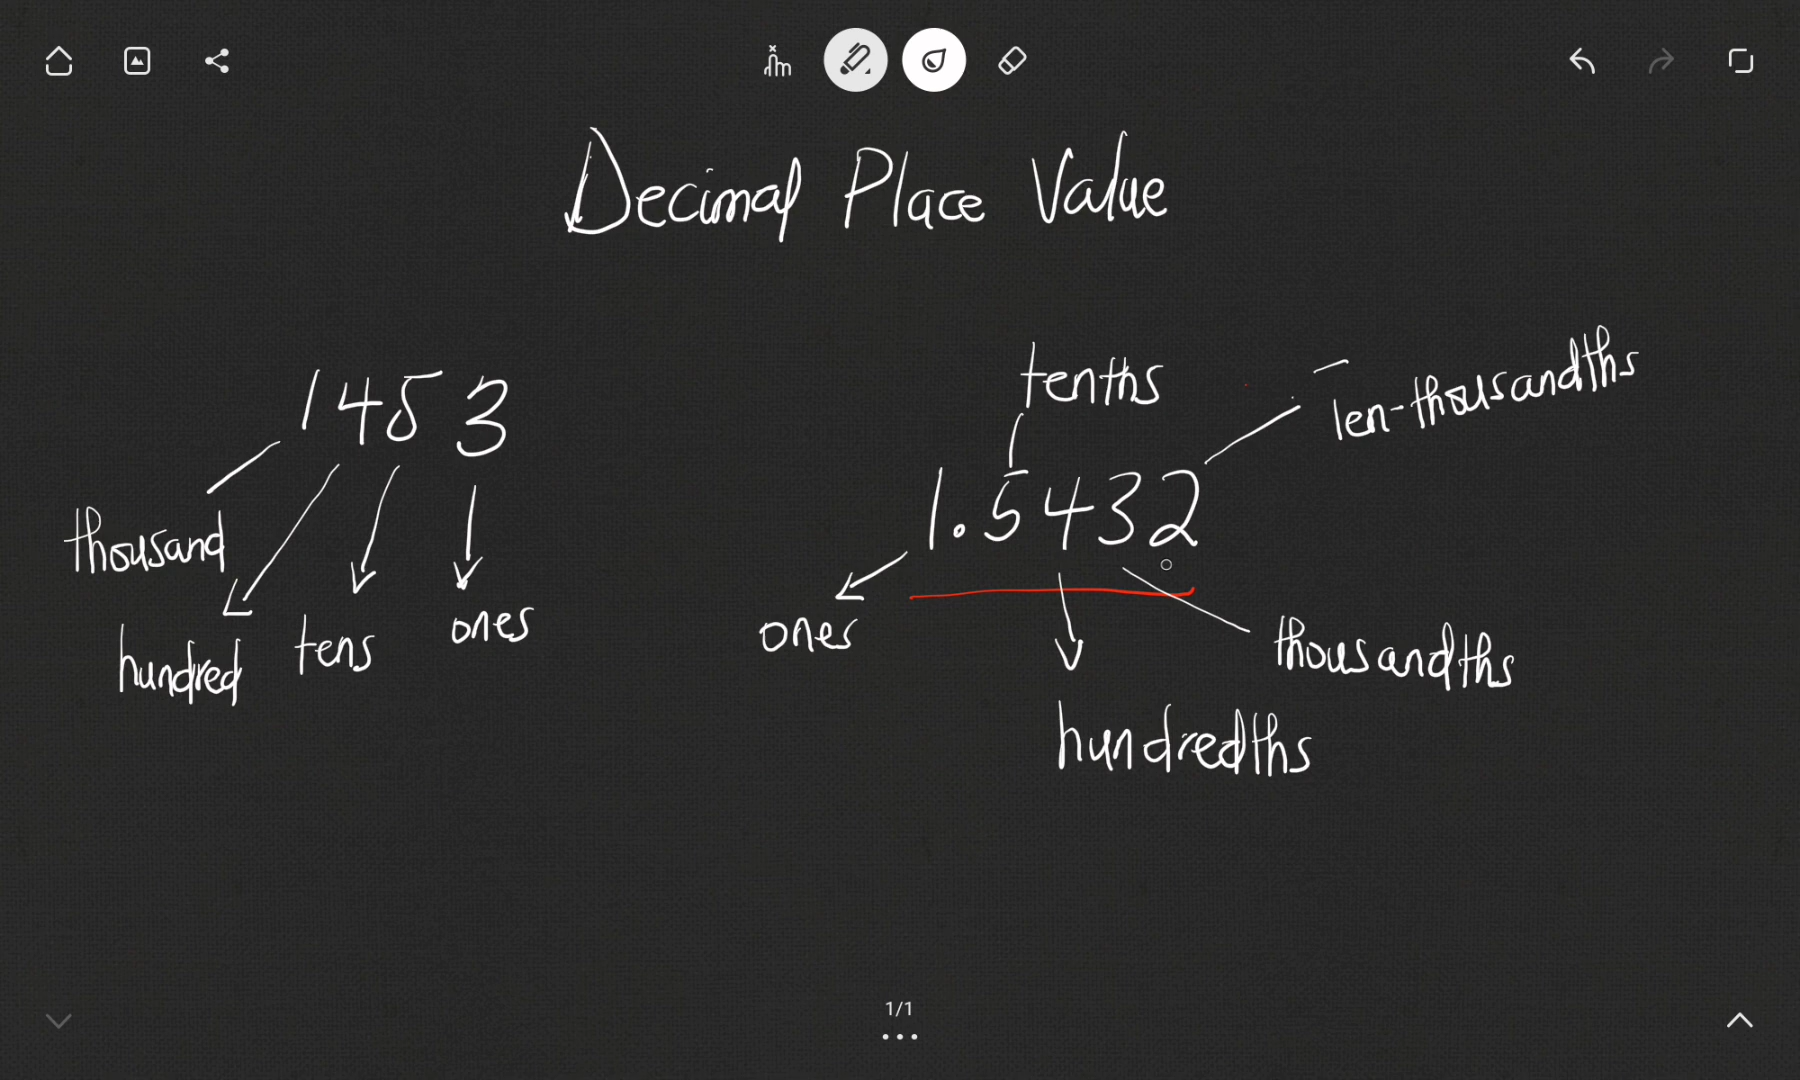 Decimal Place Value
1453
thousand
hundred
tens
ones
tenths
ten-thousandths
1.5432
ones
thousandths
hundredths
1/1